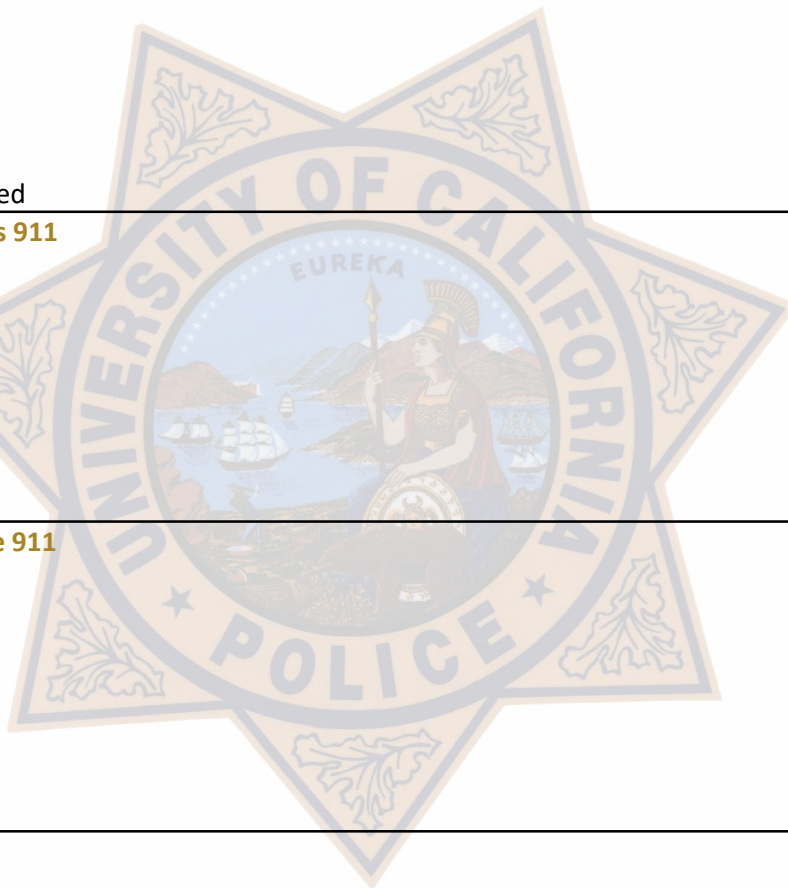 ed
s 911
UNIVERSITY OF CALIFORNIA
EUREKA
e 911
★ POLICE ★